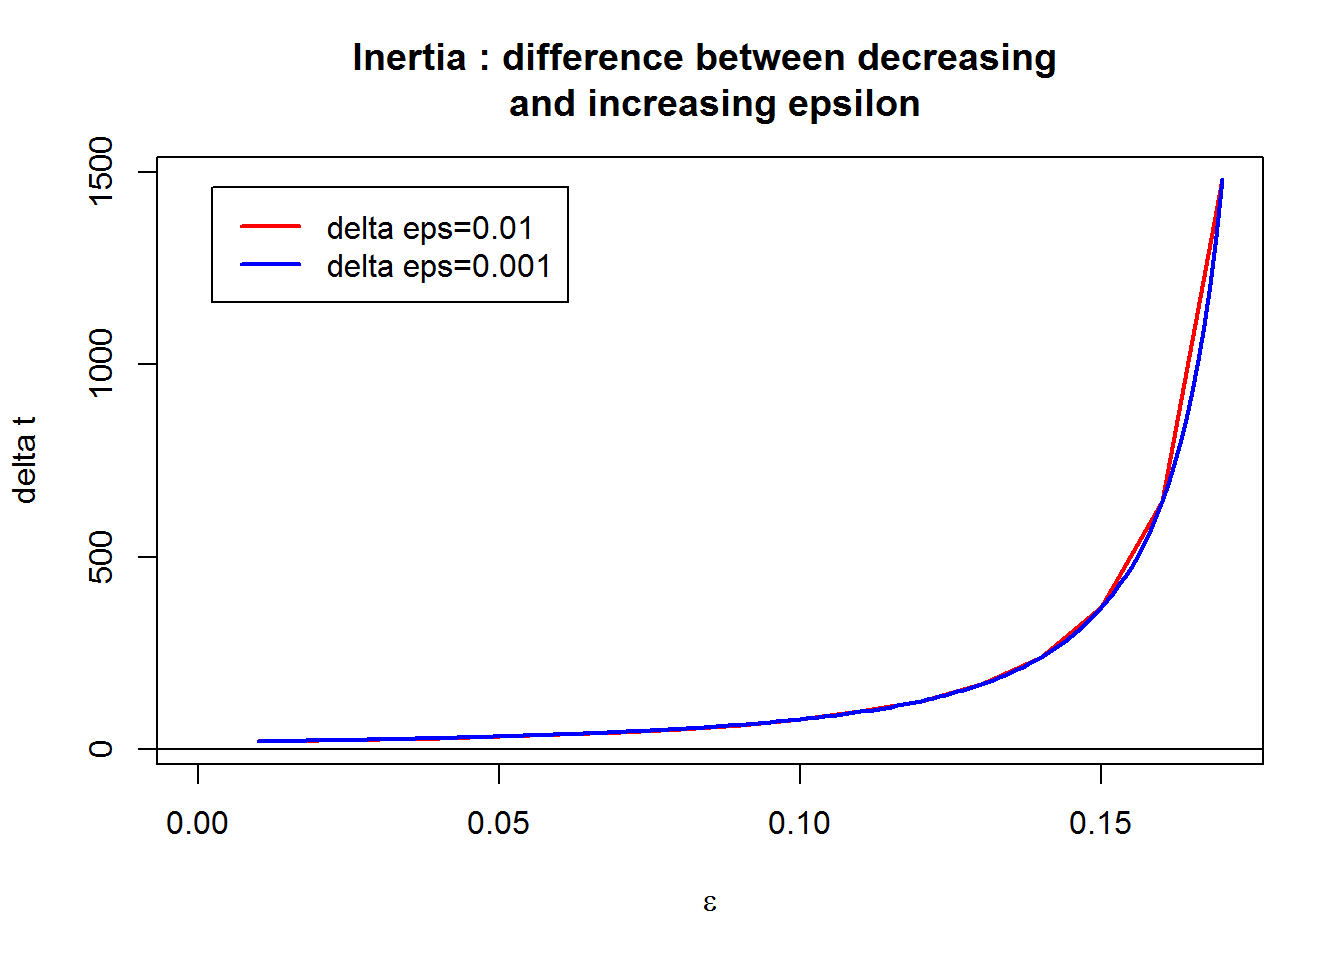 Inertia : difference between decreasing
and increasing epsilon
delta eps=0.01
delta eps=0.001
1500
1000
500
0
delta t
0.00 0.05 0.10 0.15
ε